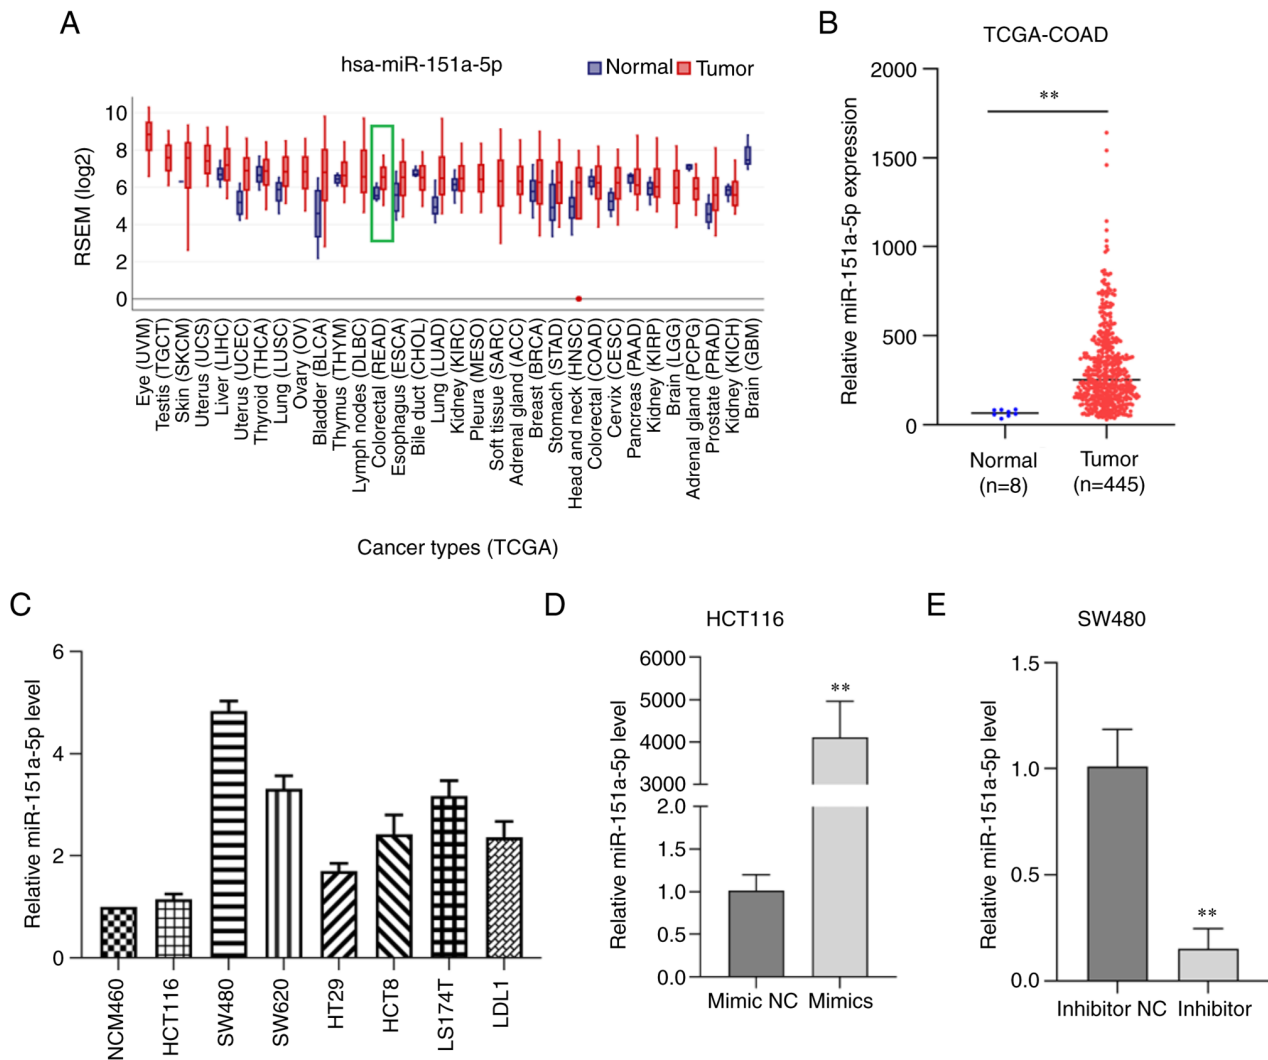 A
hsa-miR-151a-5p
Normal Tumor
RSEM (log2)
10
8
6
4
2
0
Eye (UVM)
Testis (TGCT)
Skin (SKCM)
Uterus (UCS)
Liver (LIHC)
Uterus (UCEC)
Thyroid (THCA)
Lung (LUSC)
Ovary (OV)
Bladder (BLCA)
Thymus (THYM)
Lymph nodes (DLBC)
Colorectal (READ)
Esophagus (ESCA)
Bile duct (CHOL)
Lung (LUAD)
Kidney (KIRC)
Pleura (MESO)
Soft tissue (SARC)
Adrenal gland (ACC)
Breast (BRCA)
Stomach (STAD)
Head and neck (HNSC)
Colorectal (COAD)
Cervix (CESC)
Pancreas (PAAD)
Kidney (KIRP)
Brain (LGG)
Adrenal gland (PCPG)
Prostate (PRAD)
Kidney (KICH)
Brain (GBM)
Cancer types (TCGA)
B
TCGA-COAD
**
Relative miR-151a-5p expression
2000
1500
1000
500
0
Normal
(n=8)
Tumor
(n=445)
C
Relative miR-151a-5p level
6
4
2
0
NCM460
HCT116
SW480
SW620
HT29
HCT8
LS174T
LDL1
D
HCT116
**
Relative miR-151a-5p level
6000
5000
4000
3000
2.0
1.5
1.0
0.5
0.0
Mimic NC Mimics
E
SW480
Relative miR-151a-5p level
1.5
1.0
0.5
0.0
**
Inhibitor NC Inhibitor